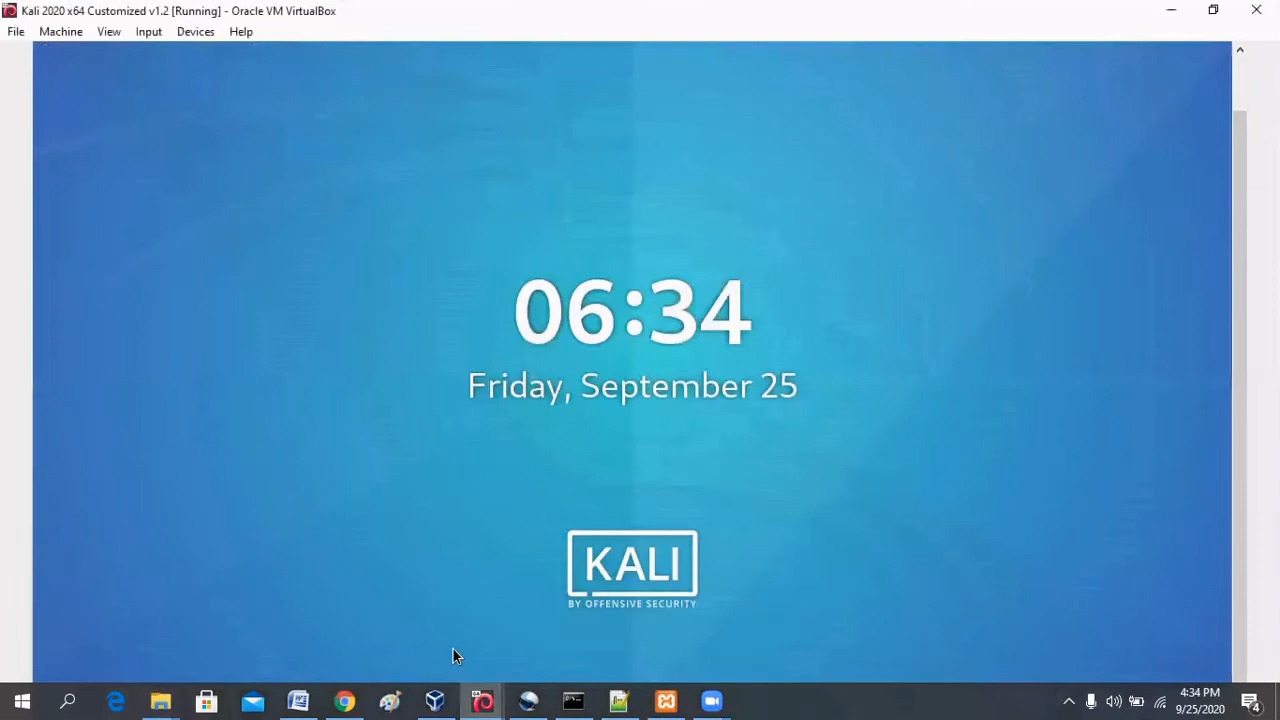 Kali 2020 x64 Customized v1.2 [Running] - Oracle VM VirtualBox
File Machine View Input Devices Help
06:34
Friday, September 25
KALI
BY OFFENSIVE SECURITY
4:34 PM
9/25/2020
4